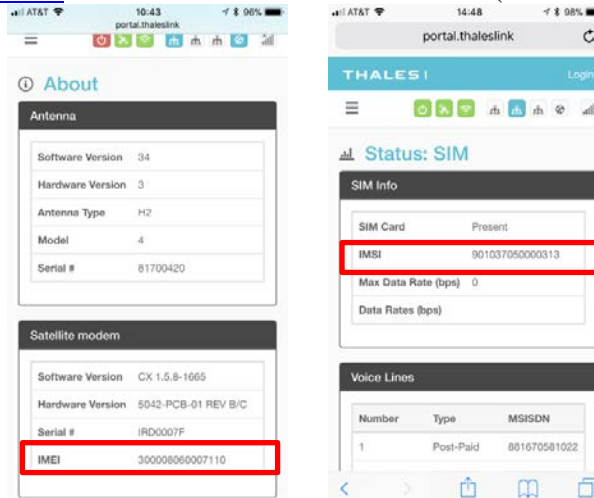 AT&T 10:43 96%
portal.thaleslink
About
Antenna
Software Version 34
Hardware Version 3
Antenna Type H2
Model 4
Serial # 81700420
Satellite modem
Software Version CX 1.5.8-1665
Hardware Version 5042-PCB-01 REV B/C
Serial # IRD0007F
IMEI 300008060007110
AT&T 14:48 98%
portal.thaleslink
THALES Login
Status: SIM
SIM Info
SIM Card Present
IMSI 901037050000313
Max Data Rate (bps) 0
Data Rates (bps)
Voice Lines
Number Type MSISDN
1 Post-Paid 881670581022